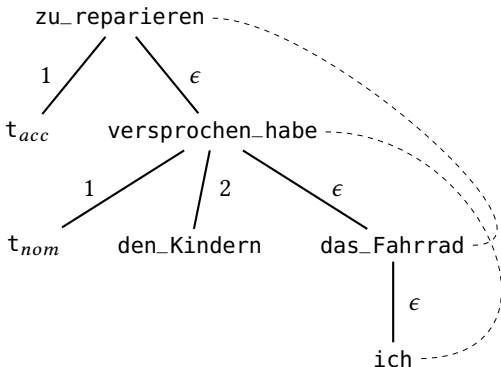 zu_reparieren
1 ϵ
t_acc versprochen_habe
1 2 ϵ
t_nom den_Kindern das_Fahrrad
ϵ
ich